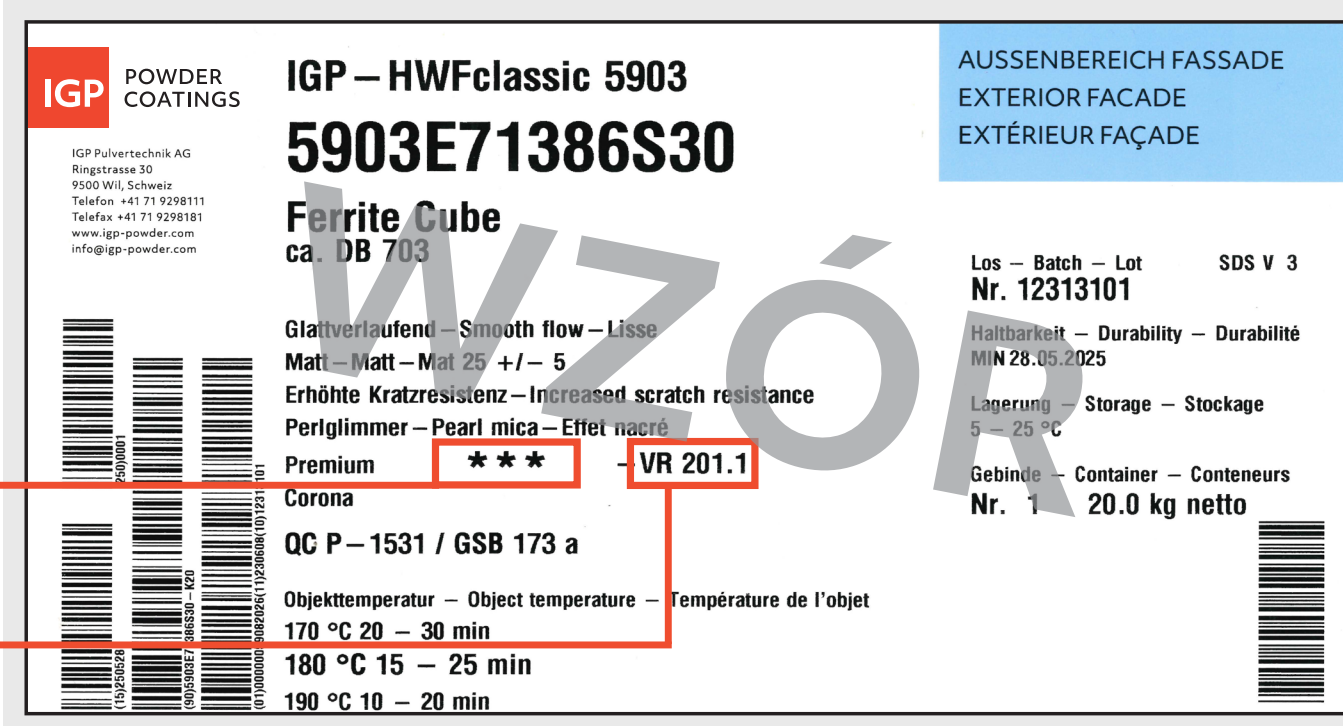 IGP
POWDER
COATINGS
IGP Pulvertechnik AG
Ringstrasse 30
9500 Wil, Schweiz
Telefon +41 71 9298111
Telefax +41 71 9298181
www.igp-powder.com
info@igp-powder.com
IGP – HWFclassic 5903
5903E71386S30
Ferrite Cube
ca. DB 703
Glattverlaufend – Smooth flow – Lisse
Matt – Matt – Mat 25 +/– 5
Erhöhte Kratzresistenz – Increased scratch resistance
Perlglimmer – Pearl mica – Effet nacré
Premium *** – VR 201.1
Corona
QC P–1531 / GSB 173 a
Objekttemperatur – Object temperature – Température de l'objet
170 °C 20 – 30 min
180 °C 15 – 25 min
190 °C 10 – 20 min
AUSSENBEREICH FASSADE
EXTERIOR FACADE
EXTÉRIEUR FAÇADE
Los – Batch – Lot SDS V 3
Nr. 12313101
Haltbarkeit – Durability – Durabilité
MIN 28.05.2025
Lagerung – Storage – Stockage
5 – 25 °C
Gebinde – Container – Conteneurs
Nr. 1 20.0 kg netto
WZÓR